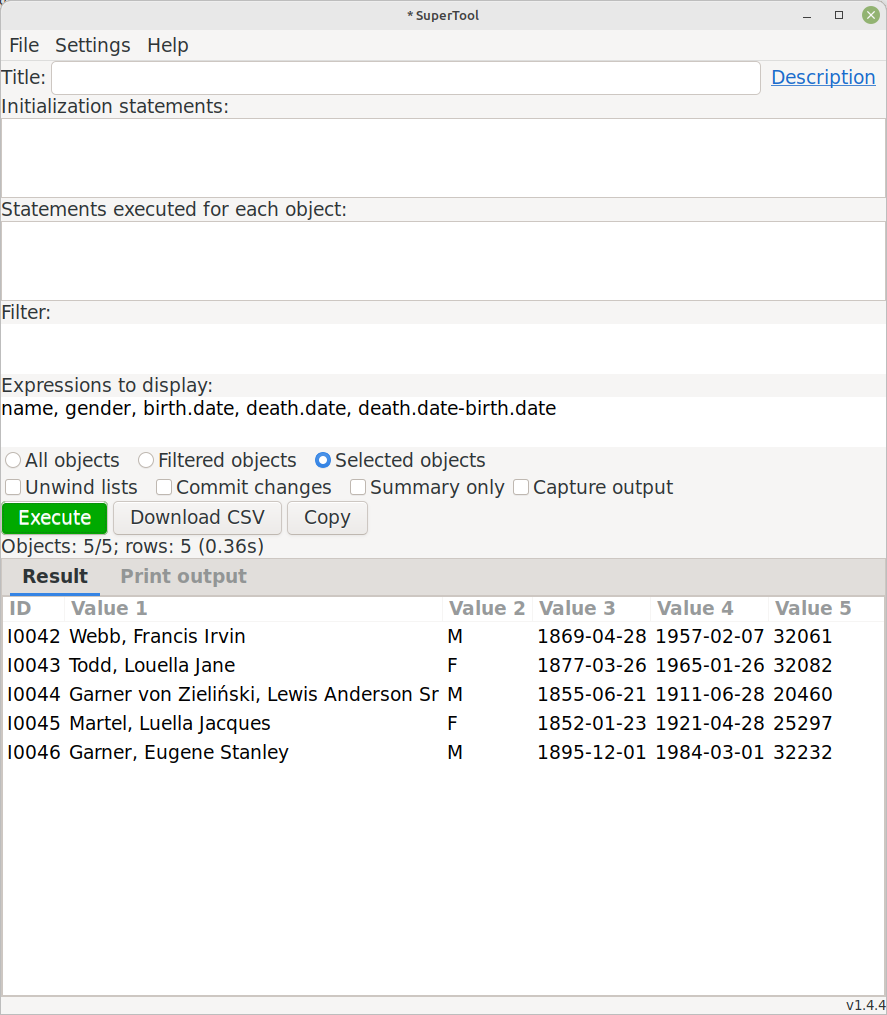 * SuperTool
File Settings Help
Title: Description
Initialization statements:
Statements executed for each object:
Filter:
Expressions to display:
name, gender, birth.date, death.date, death.date-birth.date
All objects Filtered objects Selected objects
Unwind lists Commit changes Summary only Capture output
Execute Download CSV Copy
Objects: 5/5; rows: 5 (0.36s)
Result Print output
ID Value 1 Value 2 Value 3 Value 4 Value 5
I0042 Webb, Francis Irvin M 1869-04-28 1957-02-07 32061
I0043 Todd, Louella Jane F 1877-03-26 1965-01-26 32082
I0044 Garner von Zieliński, Lewis Anderson Sr M 1855-06-21 1911-06-28 20460
I0045 Martel, Luella Jacques F 1852-01-23 1921-04-28 25297
I0046 Garner, Eugene Stanley M 1895-12-01 1984-03-01 32232
v1.4.4